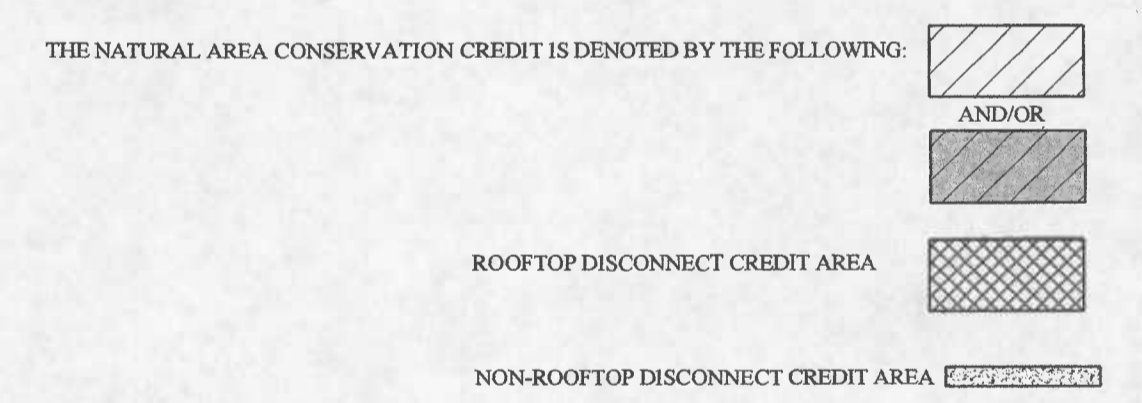 THE NATURAL AREA CONSERVATION CREDIT IS DENOTED BY THE FOLLOWING:
AND/OR
ROOFTOP DISCONNECT CREDIT AREA
NON-ROOFTOP DISCONNECT CREDIT AREA